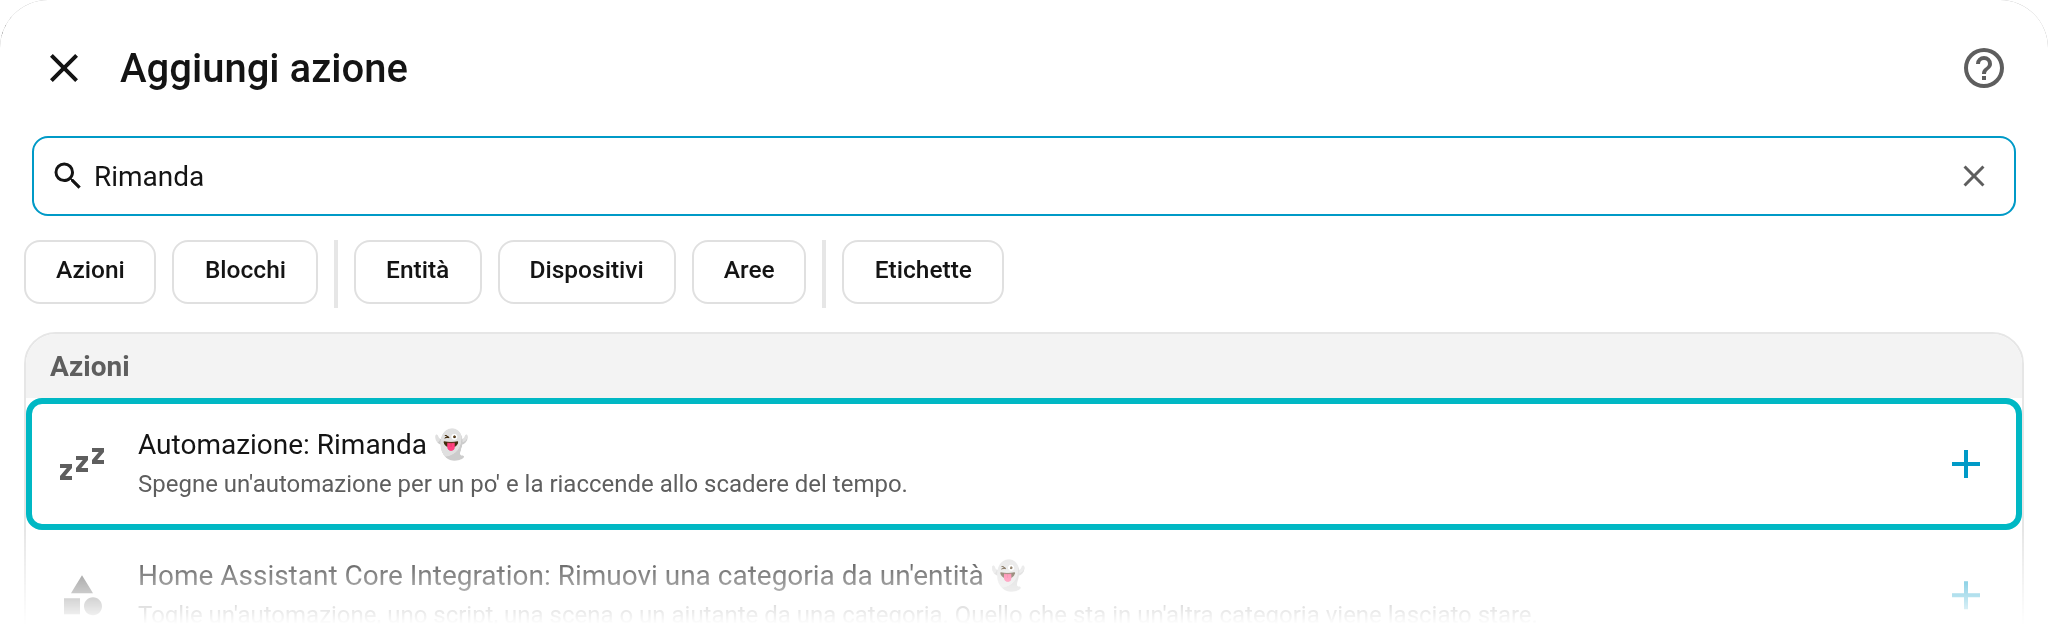 Aggiungi azione
Rimanda
Azioni
Blocchi
Entità
Dispositivi
Aree
Etichette
Azioni
Automazione: Rimanda 👻
Spegne un'automazione per un po' e la riaccende allo scadere del tempo.
Home Assistant Core Integration: Rimuovi una categoria da un'entità 👻
Toglie un'automazione, uno script, una scena o un aiutante da una categoria. Quello che sta in un'altra categoria viene lasciato stare.